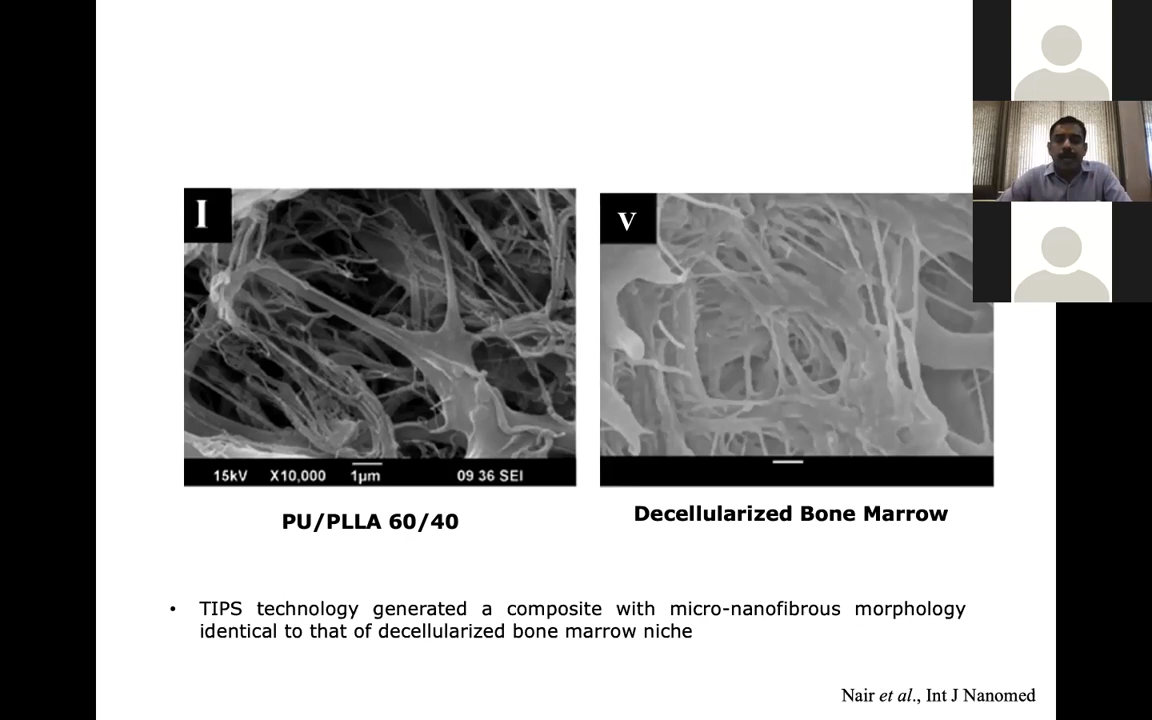 I
V
15kV X10,000 1µm 09 36 SEI
PU/PLLA 60/40
Decellularized Bone Marrow
• TIPS technology generated a composite with micro-nanofibrous morphology
identical to that of decellularized bone marrow niche
Nair et al., Int J Nanomed